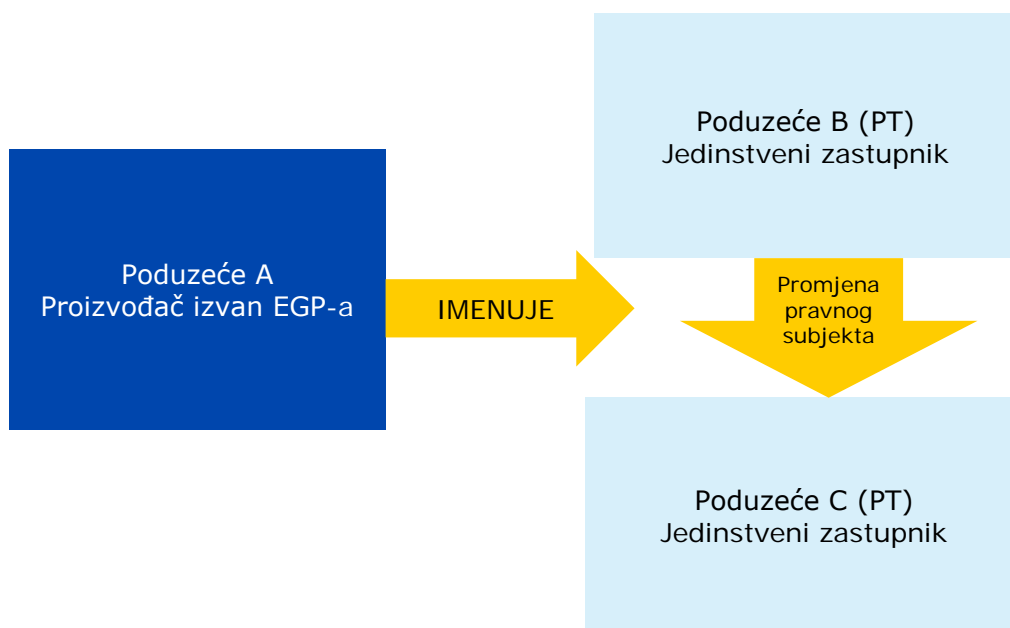 Poduzeće B (PT)
Jedinstveni zastupnik
Poduzeće A
Proizvođač izvan EGP-a
IMENUJE
Promjena
pravnog
subjekta
Poduzeće C (PT)
Jedinstveni zastupnik